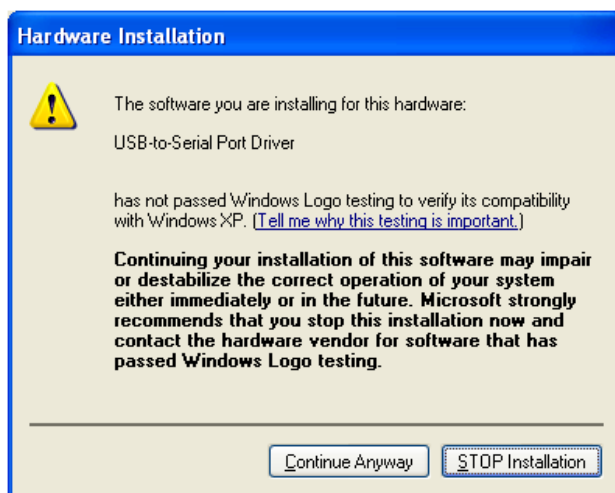 Hardware Installation
The software you are installing for this hardware:
USB-to-Serial Port Driver
has not passed Windows Logo testing to verify its compatibility
with Windows XP. (Tell me why this testing is important.)
Continuing your installation of this software may impair
or destabilize the correct operation of your system
either immediately or in the future. Microsoft strongly
recommends that you stop this installation now and
contact the hardware vendor for software that has
passed Windows Logo testing.
Continue Anyway STOP Installation